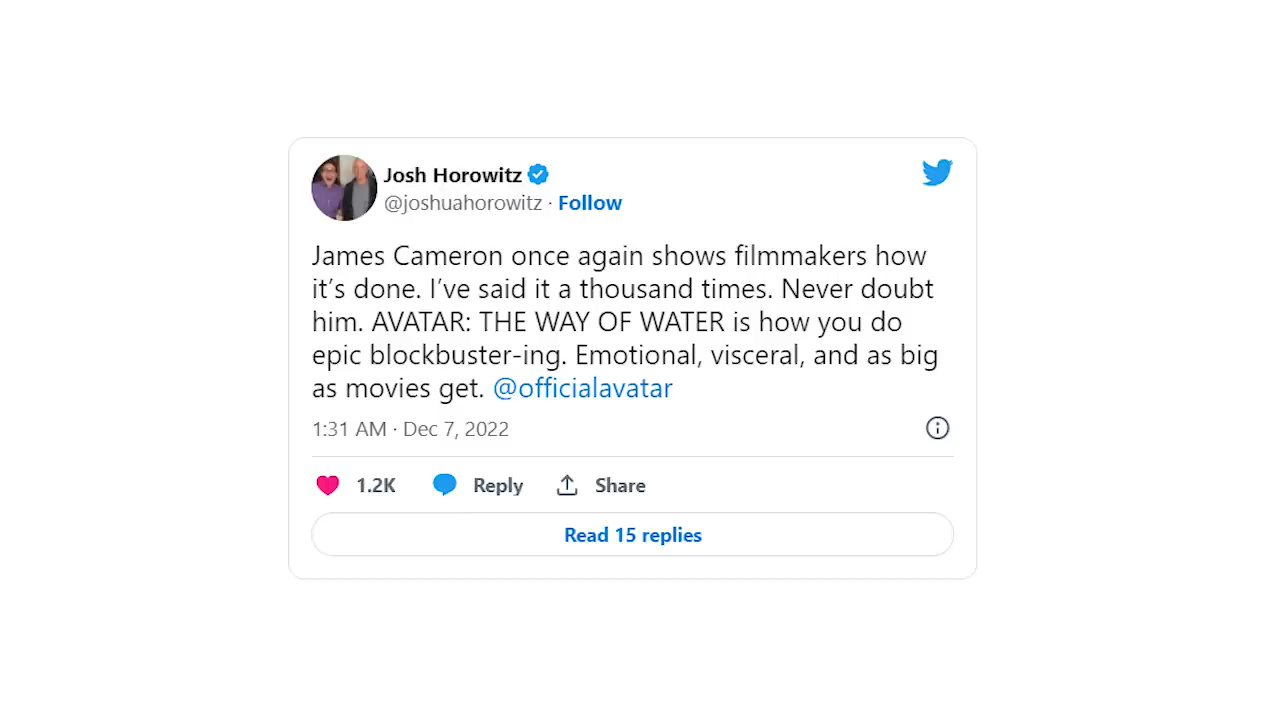 Josh Horowitz
@joshuahorowitz · Follow
James Cameron once again shows filmmakers how
it’s done. I’ve said it a thousand times. Never doubt
him. AVATAR: THE WAY OF WATER is how you do
epic blockbuster-ing. Emotional, visceral, and as big
as movies get. @officialavatar
1:31 AM · Dec 7, 2022
1.2K Reply Share
Read 15 replies